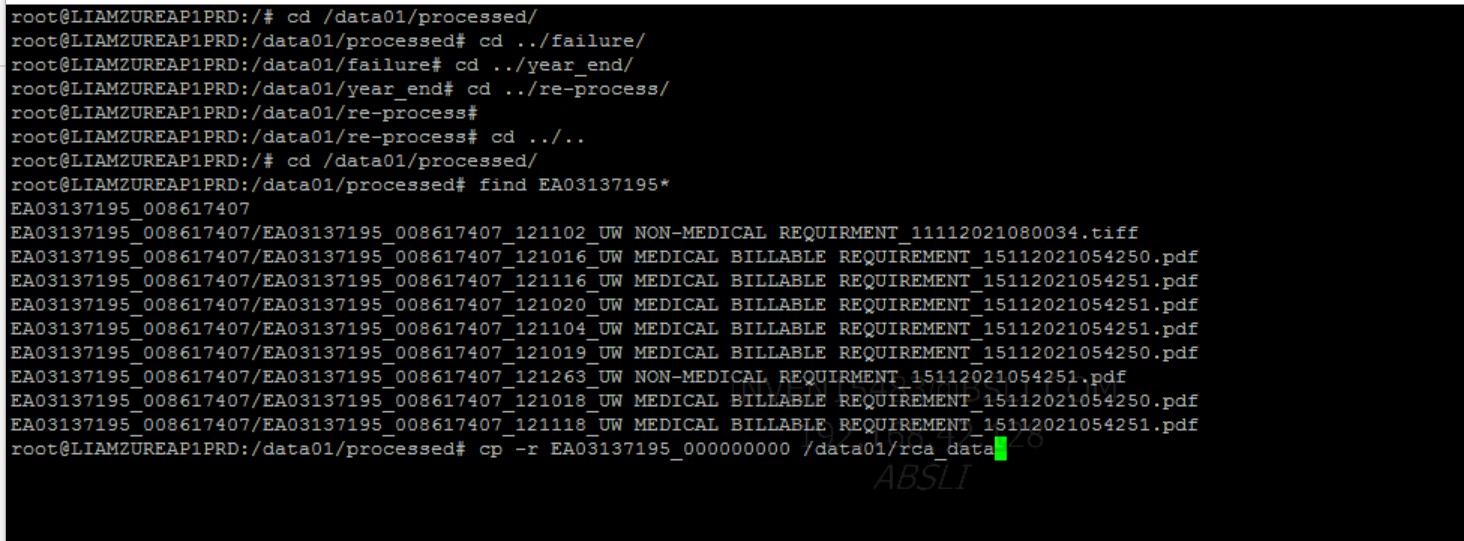 root@LIAMZUREAP1PRD:/# cd /data01/processed/
root@LIAMZUREAP1PRD:/data01/processed# cd ../failure/
root@LIAMZUREAP1PRD:/data01/failure# cd ../year_end/
root@LIAMZUREAP1PRD:/data01/year_end# cd ../re-process/
root@LIAMZUREAP1PRD:/data01/re-process#
root@LIAMZUREAP1PRD:/data01/re-process# cd ../..
root@LIAMZUREAP1PRD:/# cd /data01/processed/
root@LIAMZUREAP1PRD:/data01/processed# find EA03137195*
EA03137195_008617407
EA03137195_008617407/EA03137195_008617407_121102_UW NON-MEDICAL REQUIRMENT_11112021080034.tiff
EA03137195_008617407/EA03137195_008617407_121016_UW MEDICAL BILLABLE REQUIREMENT_15112021054250.pdf
EA03137195_008617407/EA03137195_008617407_121116_UW MEDICAL BILLABLE REQUIREMENT_15112021054251.pdf
EA03137195_008617407/EA03137195_008617407_121020_UW MEDICAL BILLABLE REQUIREMENT_15112021054251.pdf
EA03137195_008617407/EA03137195_008617407_121104_UW MEDICAL BILLABLE REQUIREMENT_15112021054251.pdf
EA03137195_008617407/EA03137195_008617407_121019_UW MEDICAL BILLABLE REQUIREMENT_15112021054250.pdf
EA03137195_008617407/EA03137195_008617407_121263_UW NON-MEDICAL REQUIRMENT_15112021054251.pdf
EA03137195_008617407/EA03137195_008617407_121018_UW MEDICAL BILLABLE REQUIREMENT_15112021054250.pdf
EA03137195_008617407/EA03137195_008617407_121118_UW MEDICAL BILLABLE REQUIREMENT_15112021054251.pdf
root@LIAMZUREAP1PRD:/data01/processed# cp -r EA03137195_000000000 /data01/rca_data
ABSLI